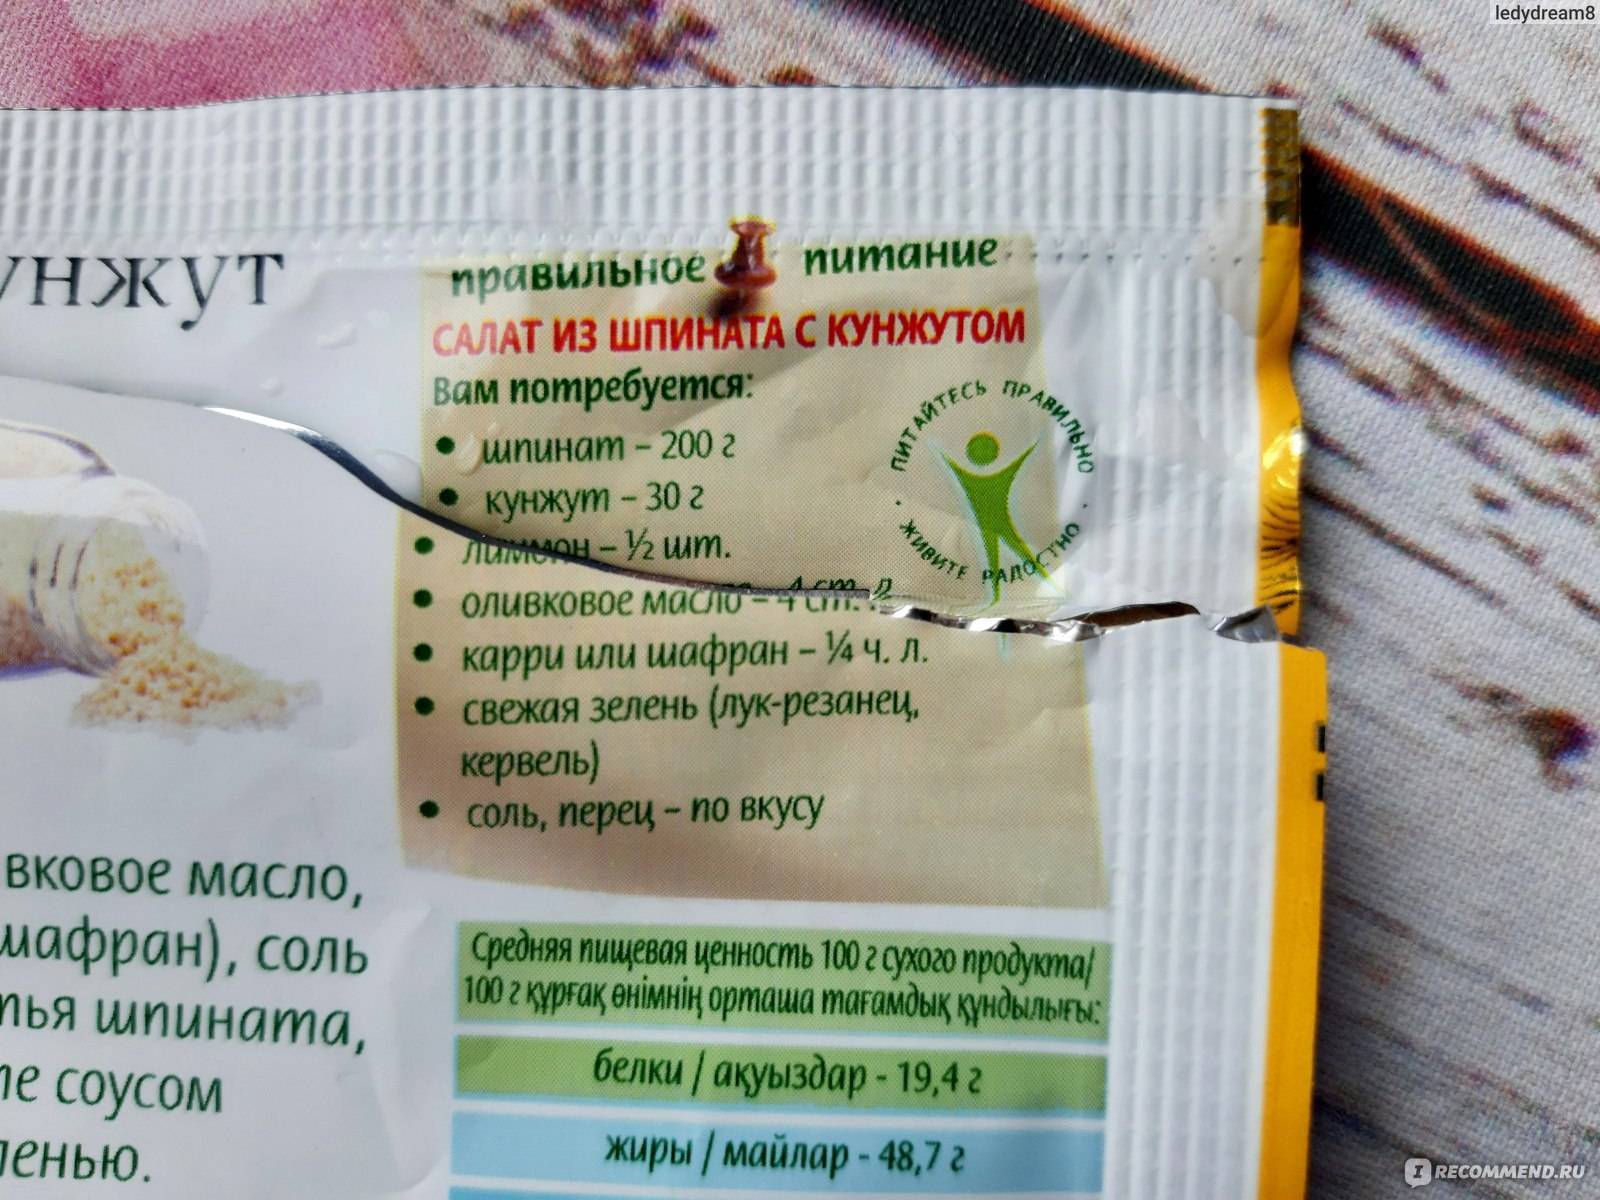 ledydream8
унжут
правильное питание
САЛАТ ИЗ ШПИНАТА С КУНЖУТОМ
Вам потребуется:
• шпинат – 200 г
• кунжут – 30 г
• лимон – ½ шт.
• оливковое масло – 4 ст. л.
• карри или шафран – ¼ ч. л.
• свежая зелень (лук-резанец,
кервель)
• соль, перец – по вкусу
ПИТАЙТЕСЬ ПРАВИЛЬНО · ЖИВИТЕ РАДОСТНО ·
вковое масло,
шафран), соль
тья шпината,
те соусом
ленью.
Средняя пищевая ценность 100 г сухого продукта/
100 г құрғақ өнімнің орташа тағамдық құндылығы:
белки / ақуыздар - 19,4 г
жиры / майлар - 48,7 г
IRECOMMEND.RU